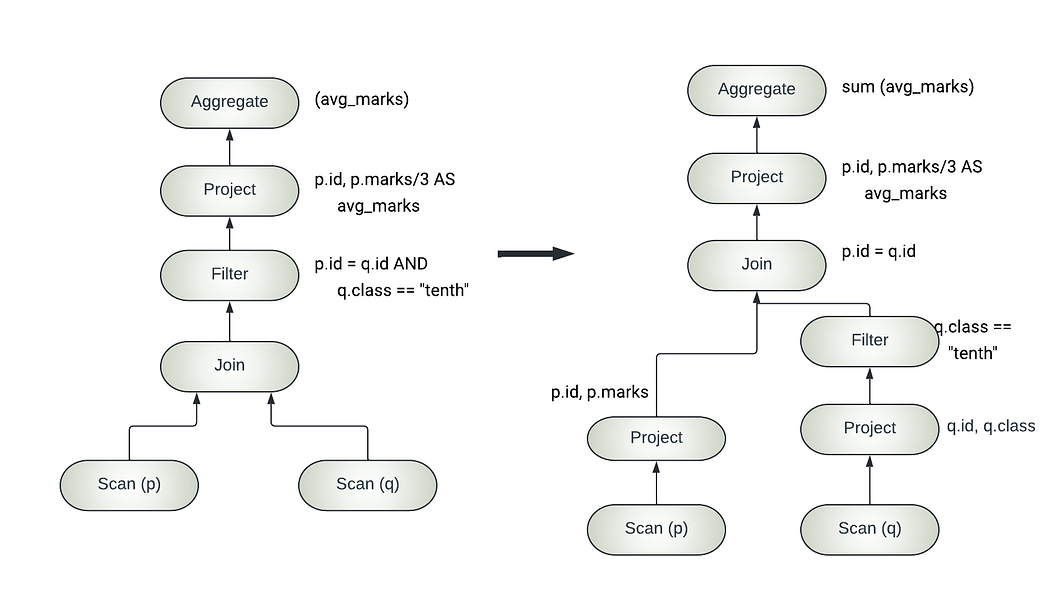 Aggregate (avg_marks)
Project p.id, p.marks/3 AS
avg_marks
Filter p.id = q.id AND
q.class == "tenth"
Join
Scan (p) Scan (q)
Aggregate sum (avg_marks)
Project p.id, p.marks/3 AS
avg_marks
Join p.id = q.id
Filter q.class ==
"tenth"
p.id, p.marks
Project
Project q.id, q.class
Scan (p) Scan (q)